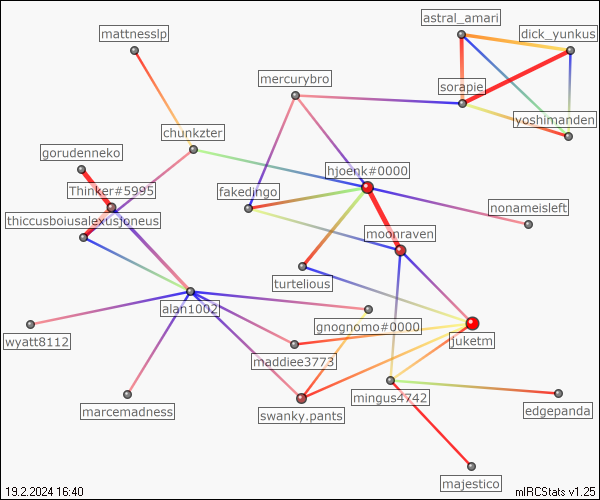 astral_amari
mattnesslp
dick_yunkus
mercurybro
sorapie
yoshimanden
chunkzter
gorudenneko
hjoenk#0000
Thinker#5995
fakedingo
nonameisleft
thiccusboiusalexusjoneus
moonraven
turtelious
alan1002
gnognomo#0000
wyatt8112
juketm
maddiee3773
mingus4742
marcemadness
swanky.pants
edgepanda
majestico
19.2.2024 16:40
mIRCStats v1.25